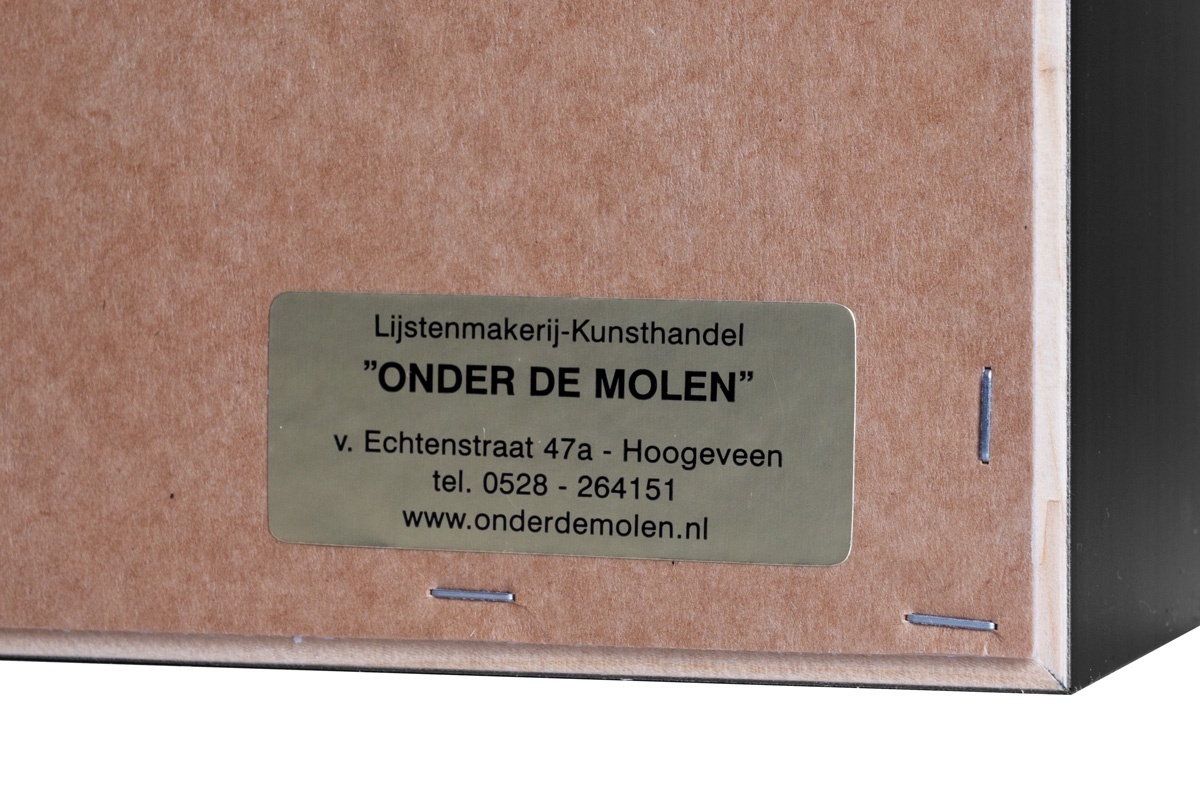 Lijstenmakerij-Kunsthandel
”ONDER DE MOLEN”
v. Echtenstraat 47a - Hoogeveen
tel. 0528 - 264151
www.onderdemolen.nl